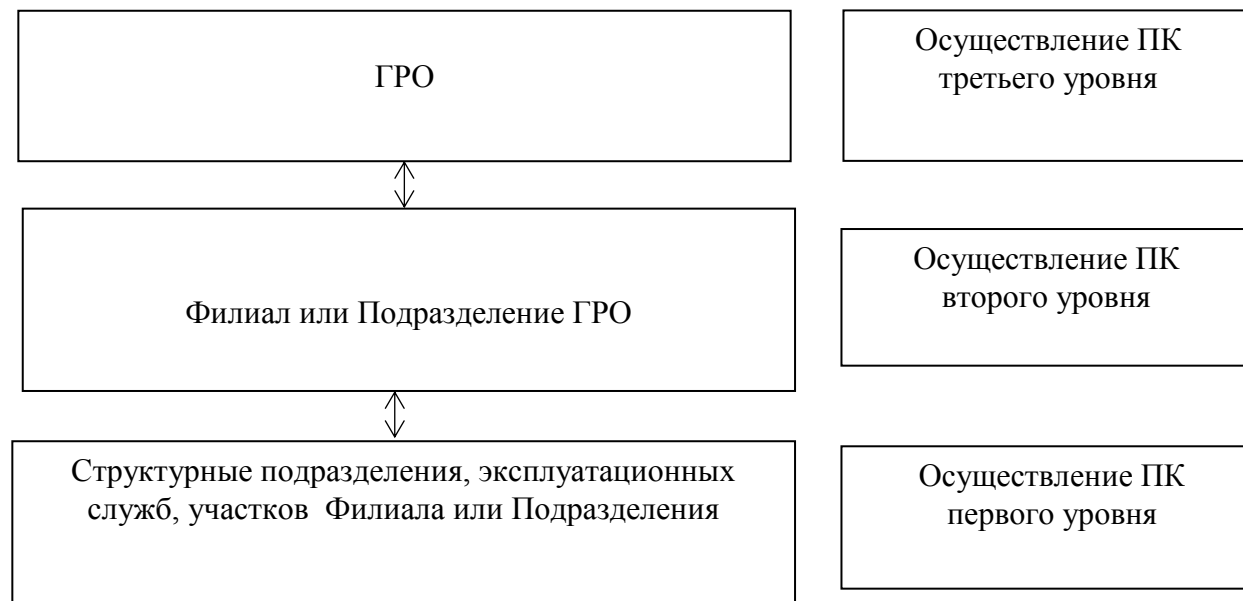 ГРО
Осуществление ПК
третьего уровня
Филиал или Подразделение ГРО
Осуществление ПК
второго уровня
Структурные подразделения, эксплуатационных
служб, участков Филиала или Подразделения
Осуществление ПК
первого уровня